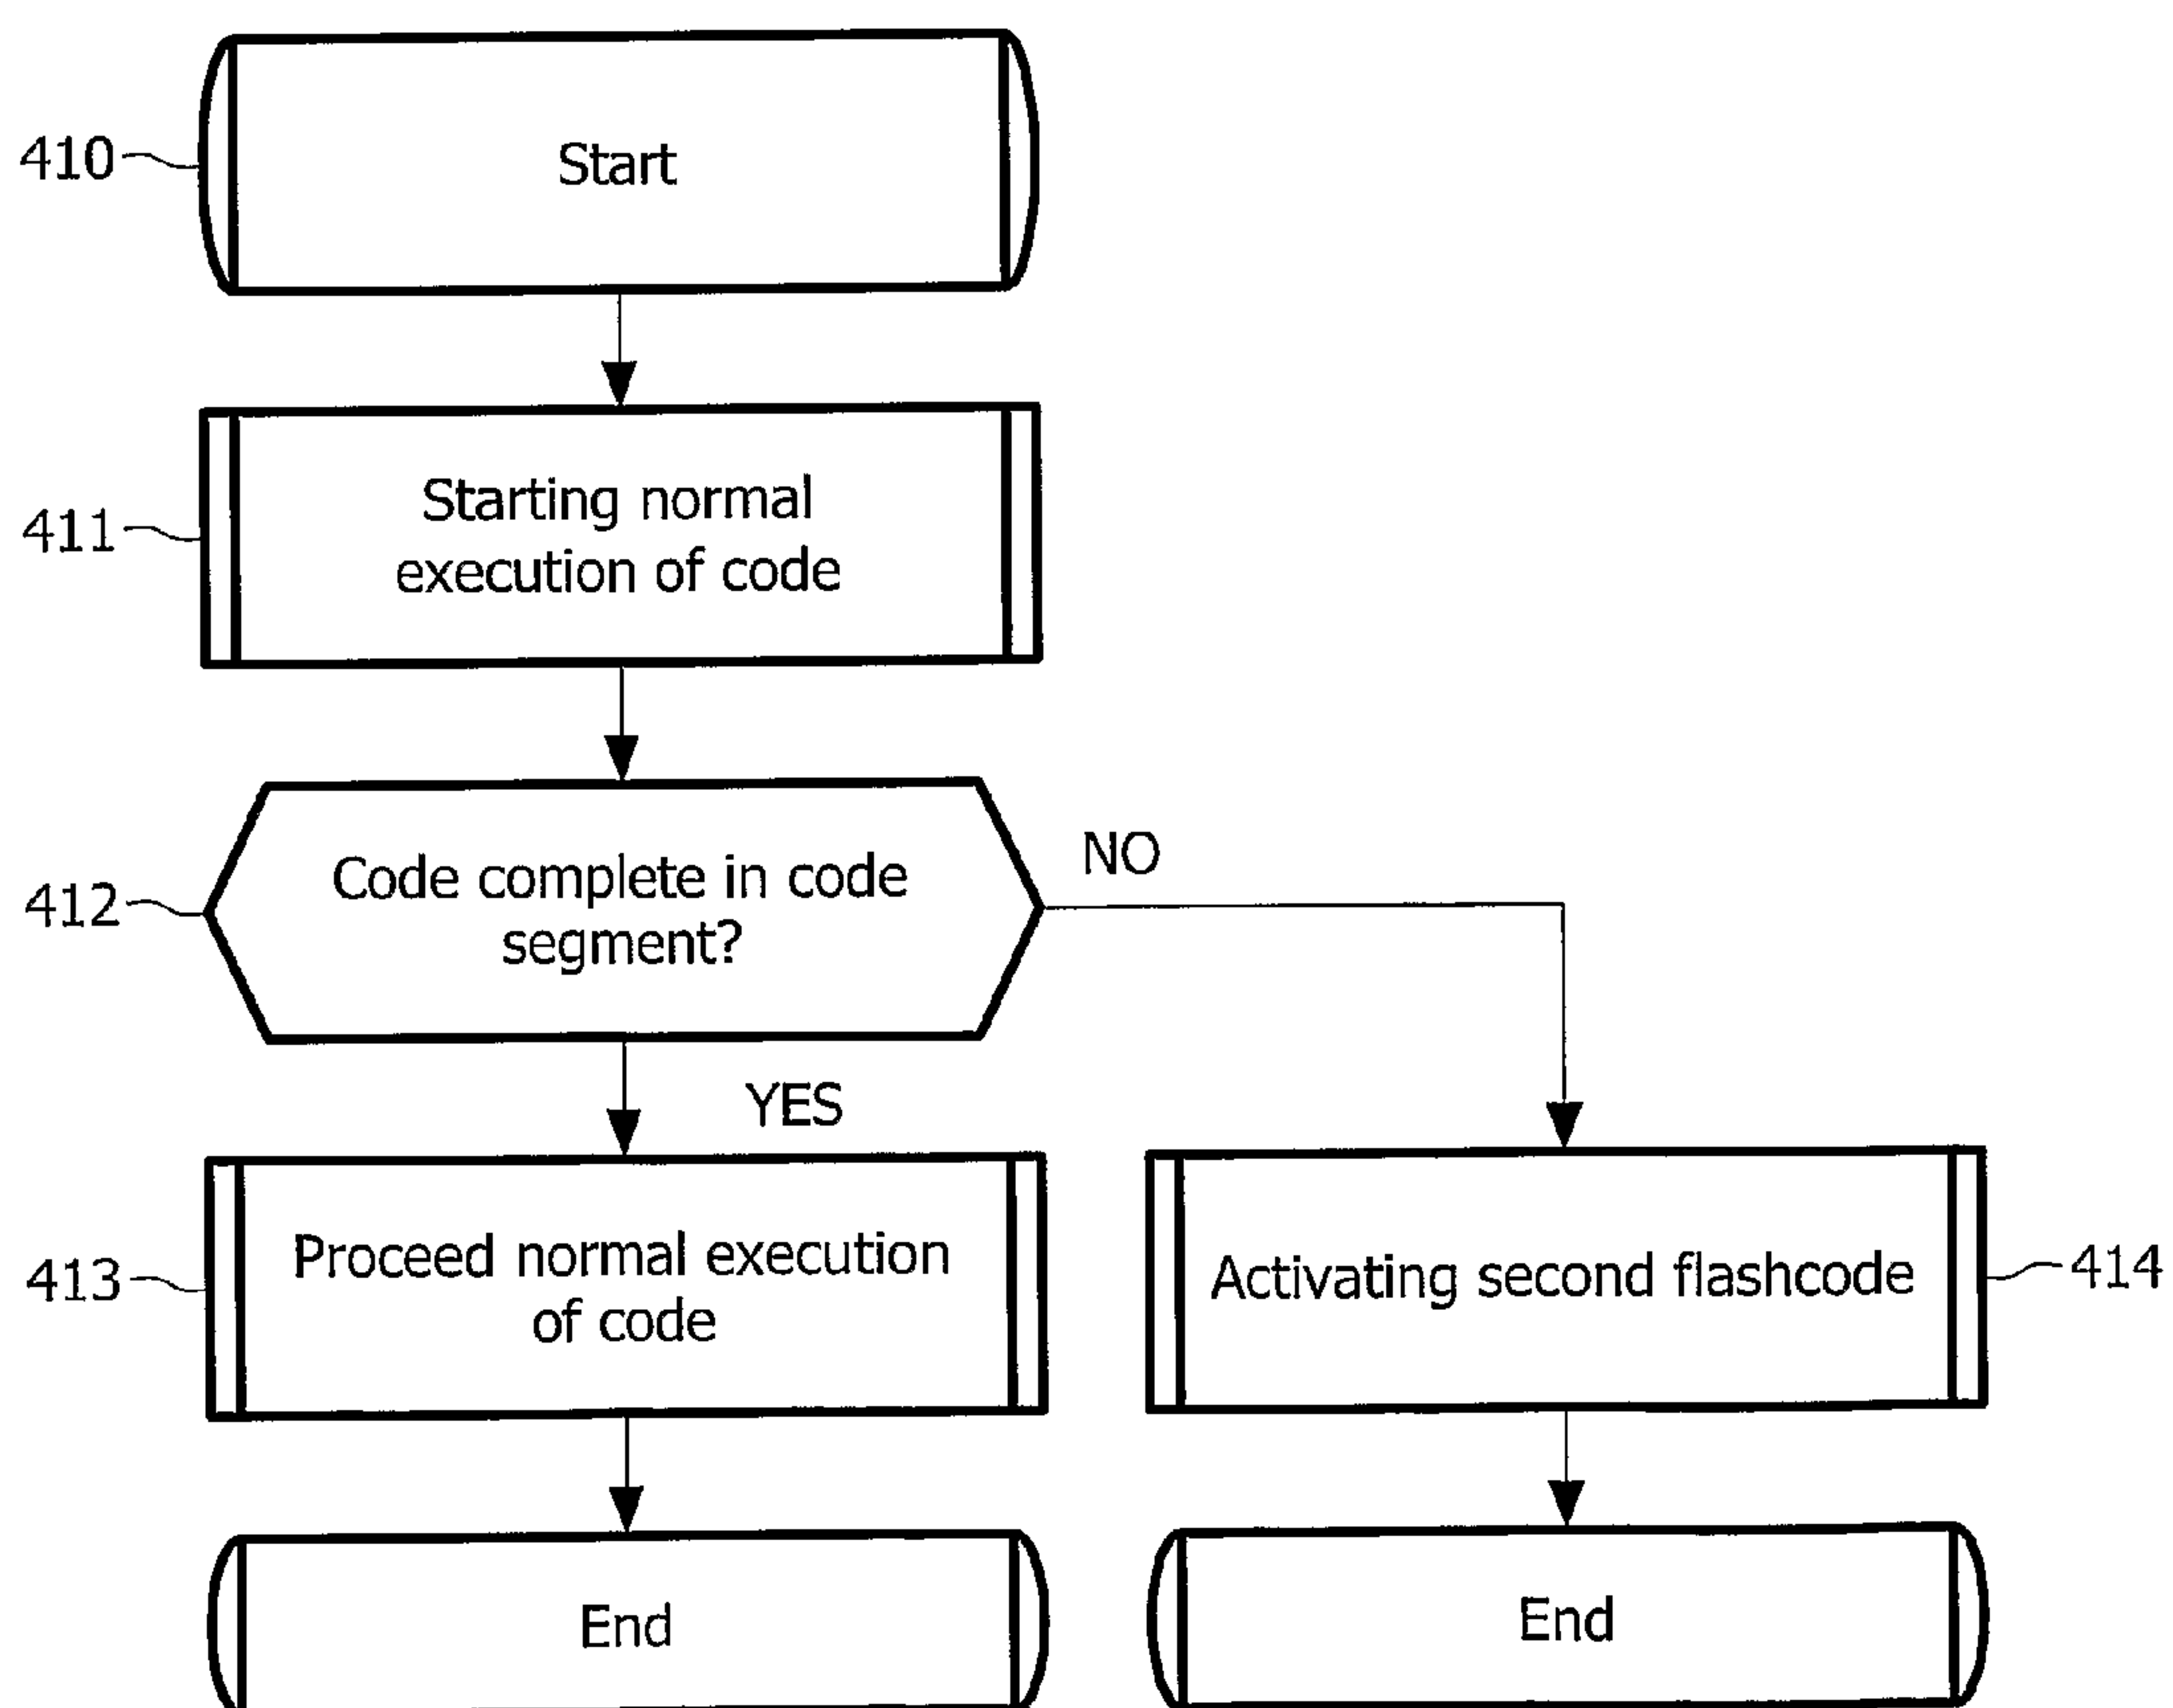 410
Start
411
Starting normal
execution of code
412
Code complete in code
segment?
NO
YES
413
Proceed normal execution
of code
Activating second flashcode
414
End
End